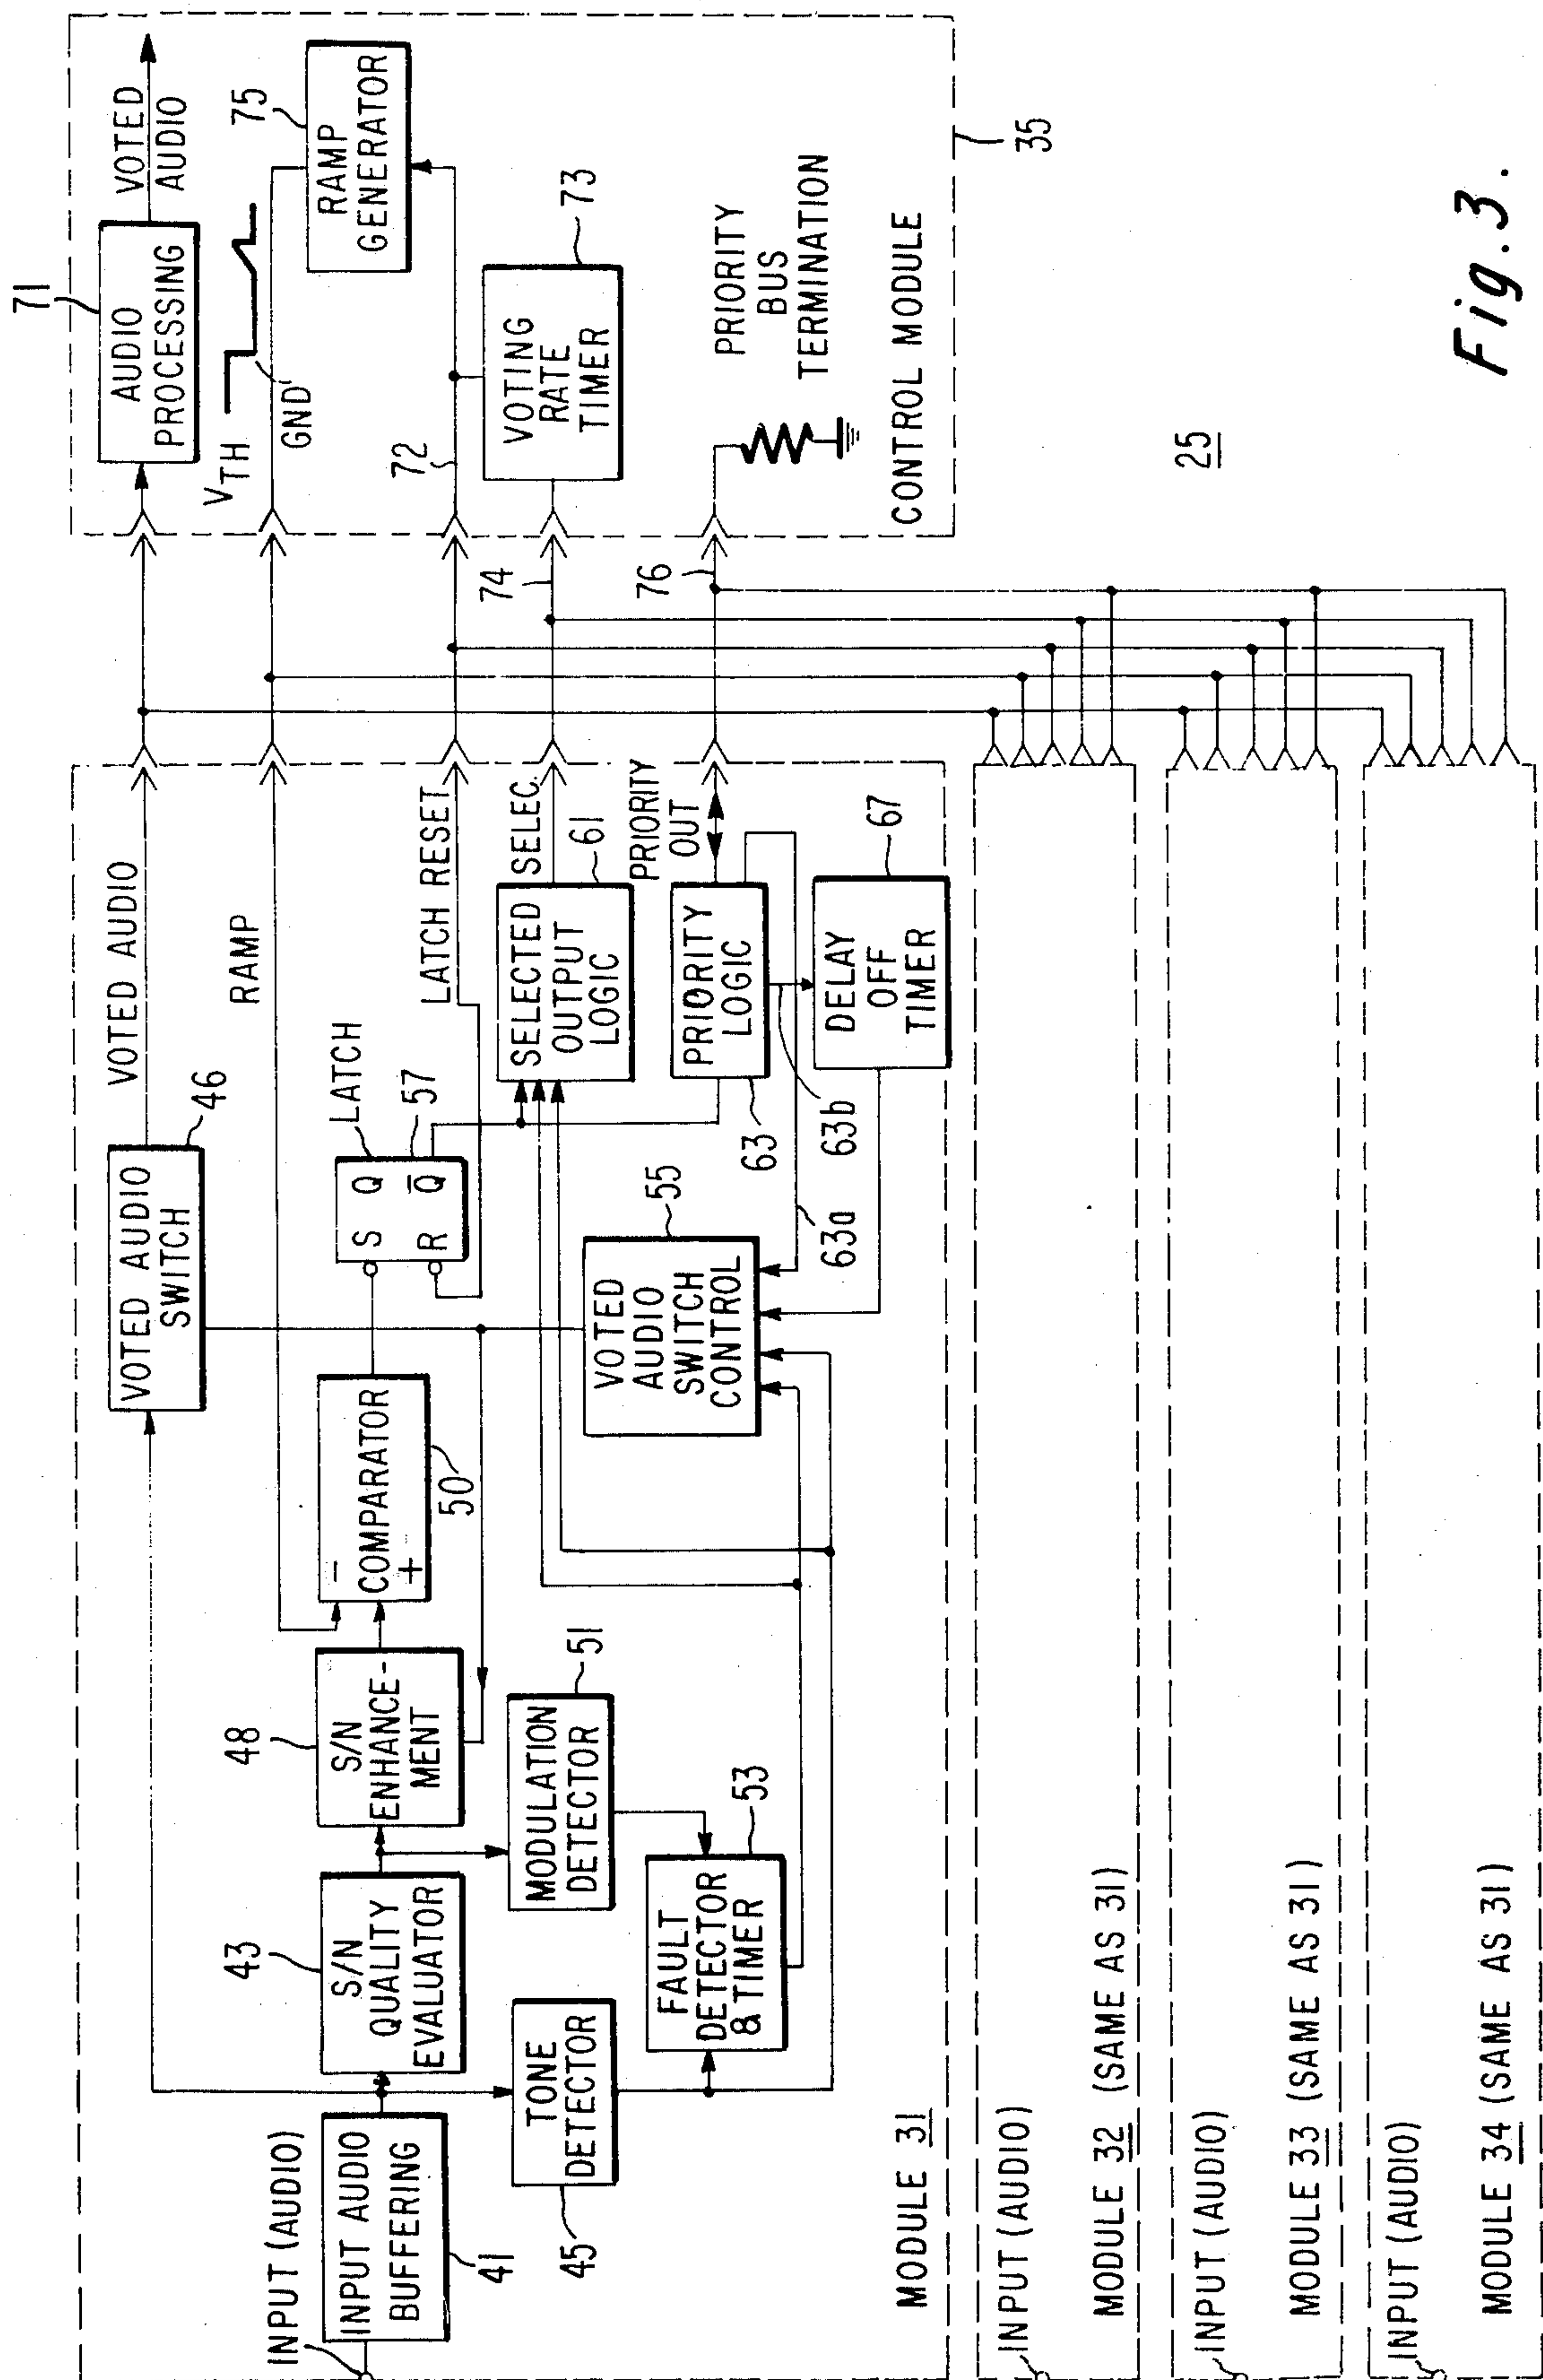 INPUT (AUDIO)
INPUT AUDIO
BUFFERING
41
S/N
QUALITY
EVALUATOR
43
TONE
DETECTOR
45
S/N
ENHANCE-
MENT
48
MODULATION
DETECTOR
51
FAULT
DETECTOR
& TIMER
53
-
COMPARATOR
+
50
VOTED AUDIO
SWITCH
46
VOTED AUDIO
SWITCH
CONTROL
55
LATCH
S Q
R Q̅
57
VOTED AUDIO
RAMP
LATCH RESET
SELECTED
OUTPUT
LOGIC
61
SELEC.
PRIORITY
OUT
PRIORITY
LOGIC
63
63a
63b
DELAY
OFF
TIMER
67
MODULE 31
INPUT (AUDIO)
MODULE 32 (SAME AS 31)
INPUT (AUDIO)
MODULE 33 (SAME AS 31)
INPUT (AUDIO)
MODULE 34 (SAME AS 31)
74
76
71
AUDIO
PROCESSING
VOTED
AUDIO
VTH
GND
75
RAMP
GENERATOR
72
VOTING
RATE
TIMER
73
PRIORITY
BUS
TERMINATION
CONTROL MODULE
35
25
Fig. 3.